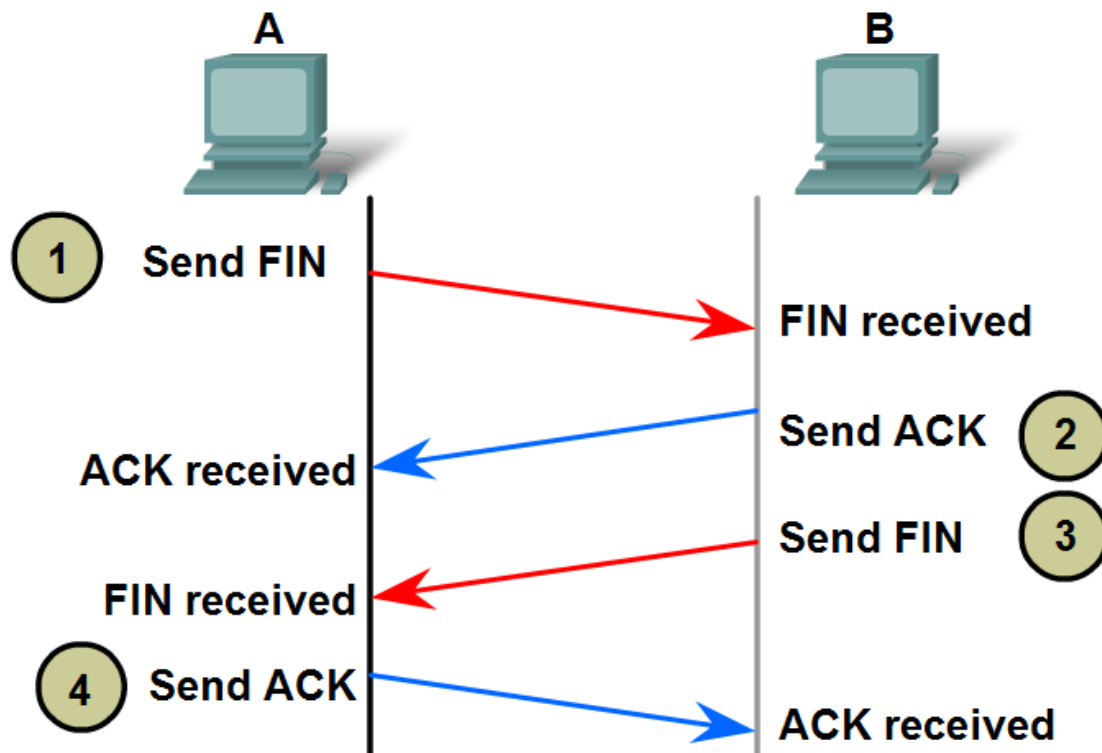 A
B
1
Send FIN
FIN received
Send ACK
2
ACK received
Send FIN
3
FIN received
4
Send ACK
ACK received